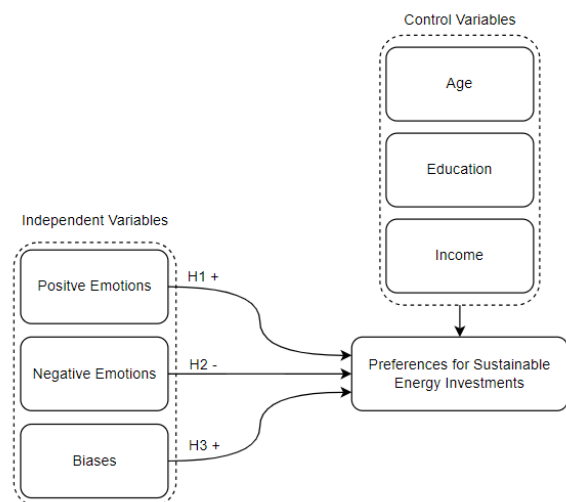 Control Variables
Age
Education
Income
Independent Variables
Positve Emotions
Negative Emotions
Biases
H1 +
H2 -
H3 +
Preferences for Sustainable
Energy Investments